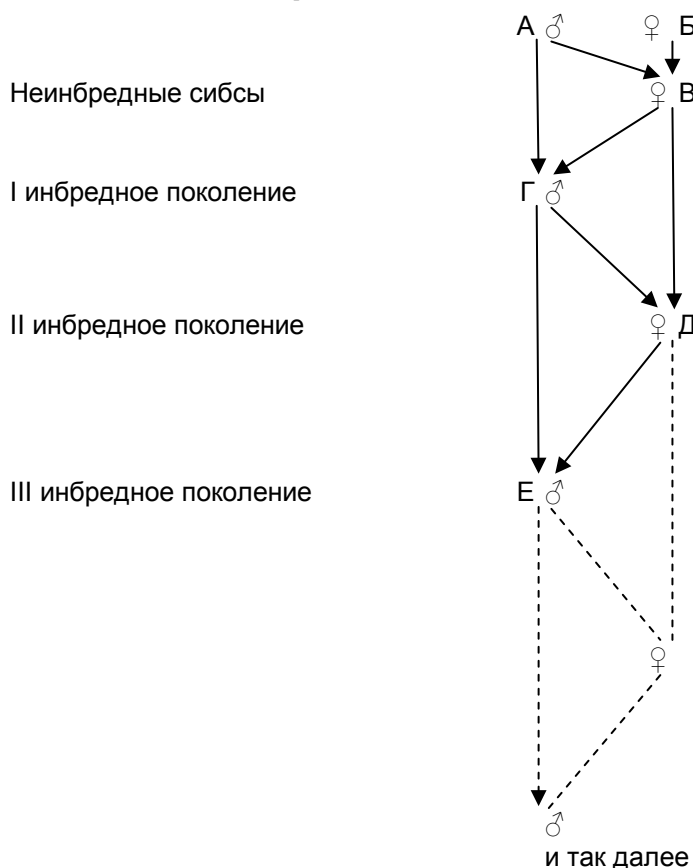 А ♂ ♀ Б
Неинбредные сибсы ♀ В
I инбредное поколение Г ♂
II инбредное поколение ♀ Д
III инбредное поколение Е ♂
♀
♂
и так далее